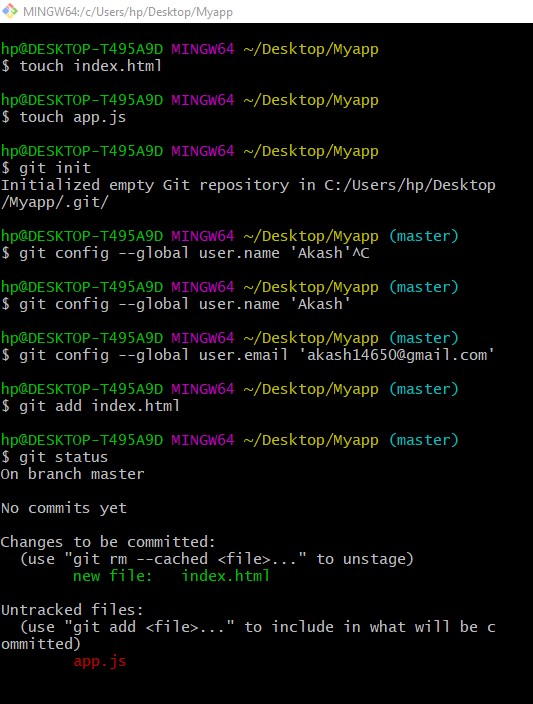 MINGW64:/c/Users/hp/Desktop/Myapp
hp@DESKTOP-T495A9D MINGW64 ~/Desktop/Myapp
$ touch index.html
hp@DESKTOP-T495A9D MINGW64 ~/Desktop/Myapp
$ touch app.js
hp@DESKTOP-T495A9D MINGW64 ~/Desktop/Myapp
$ git init
Initialized empty Git repository in C:/Users/hp/Desktop
/Myapp/.git/
hp@DESKTOP-T495A9D MINGW64 ~/Desktop/Myapp (master)
$ git config --global user.name 'Akash'^C
hp@DESKTOP-T495A9D MINGW64 ~/Desktop/Myapp (master)
$ git config --global user.name 'Akash'
hp@DESKTOP-T495A9D MINGW64 ~/Desktop/Myapp (master)
$ git config --global user.email 'akash14650@gmail.com'
hp@DESKTOP-T495A9D MINGW64 ~/Desktop/Myapp (master)
$ git add index.html
hp@DESKTOP-T495A9D MINGW64 ~/Desktop/Myapp (master)
$ git status
On branch master
No commits yet
Changes to be committed:
  (use "git rm --cached <file>..." to unstage)
        new file:   index.html
Untracked files:
  (use "git add <file>..." to include in what will be c
ommitted)
        app.js